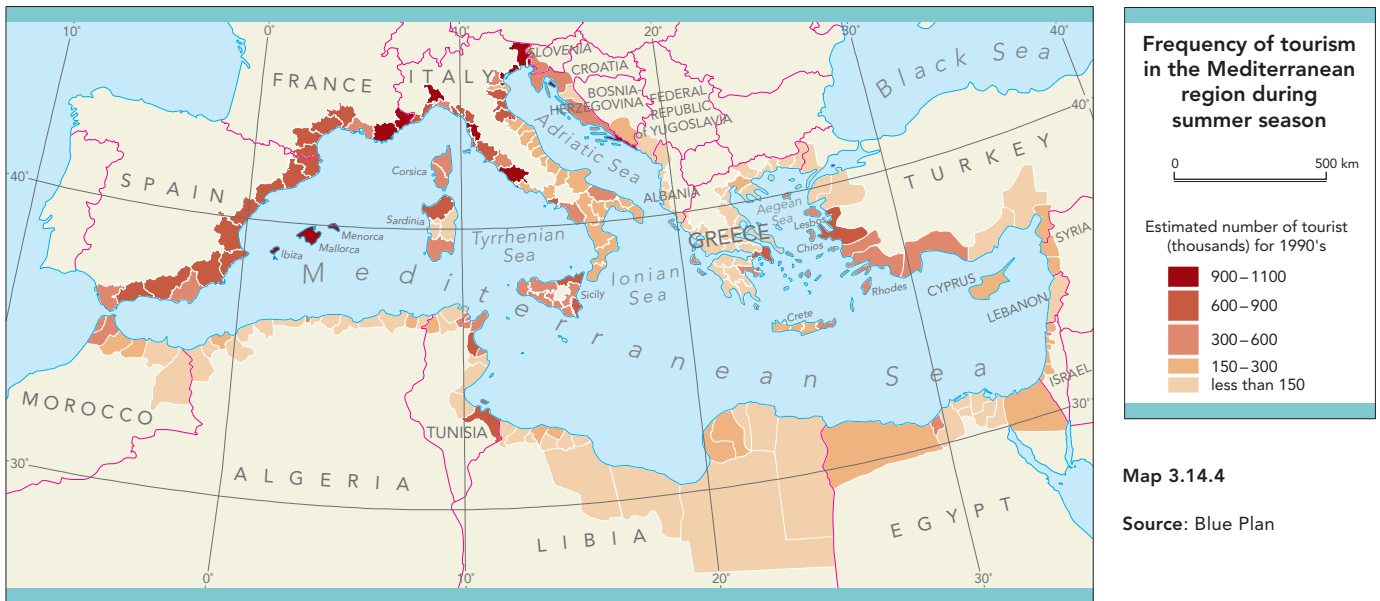 10°
0°
10°
20°
30°
40°
FRANCE
ITALY
SLOVENIA
CROATIA
BOSNIA-
HERZEGOVINA
FEDERAL
REPUBLIC
of YUGOSLAVIA
Black Sea
40°
Adriatic Sea
TURKEY
40°
SPAIN
Corsica
ALBANIA
Aegean
Sea
Lesbos
Sardinia
Menorca
Mallorca
Ibiza
Tyrrhenian
Sea
GREECE
Chios
SYRIA
Mediterranean Sea
Ionian
Sea
Sicily
Rhodes
CYPRUS
LEBANON
Crete
ISRAEL
30°
MOROCCO
TUNISIA
30°
ALGERIA
LIBIA
EGYPT
0°
10°
20°
30°
Frequency of tourism
in the Mediterranean
region during
summer season
0 500 km
Estimated number of tourist
(thousands) for 1990's
900–1100
600–900
300–600
150–300
less than 150
Map 3.14.4
Source: Blue Plan